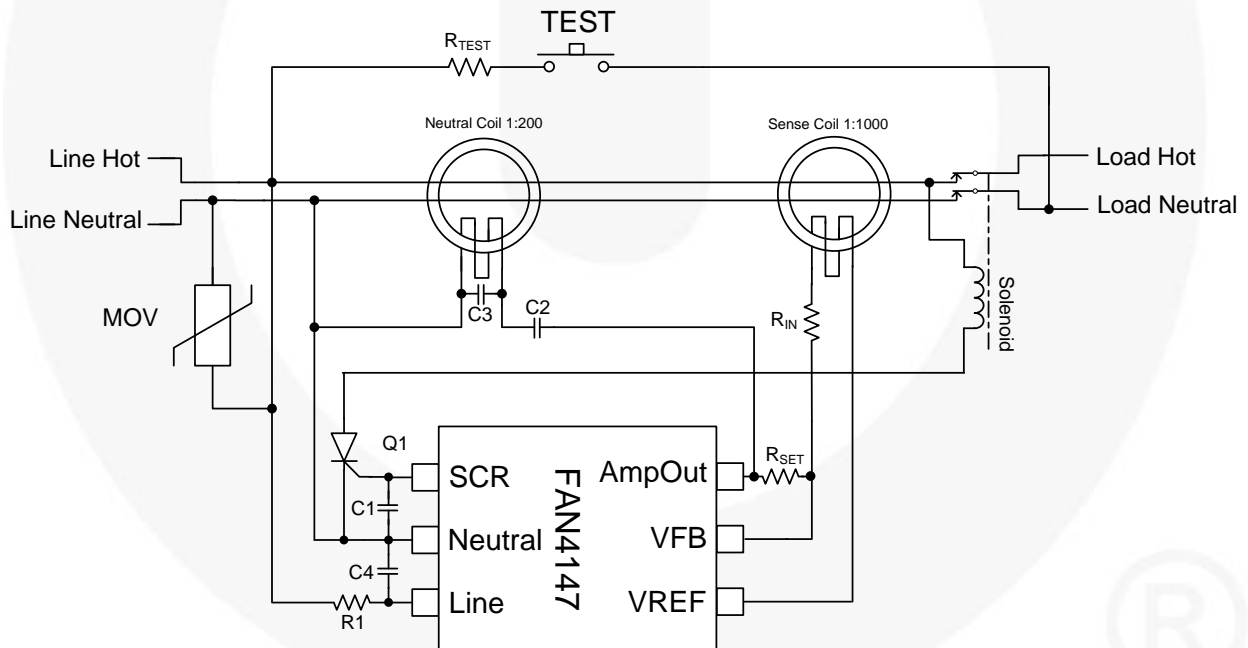 TEST
RTEST
Neutral Coil 1:200
Sense Coil 1:1000
Line Hot
Load Hot
Line Neutral
Load Neutral
MOV
C3
C2
RIN
Solenoid
Q1
RSET
SCR
AmpOut
C1
FAN4147
Neutral
VFB
C4
Line
VREF
R1
®